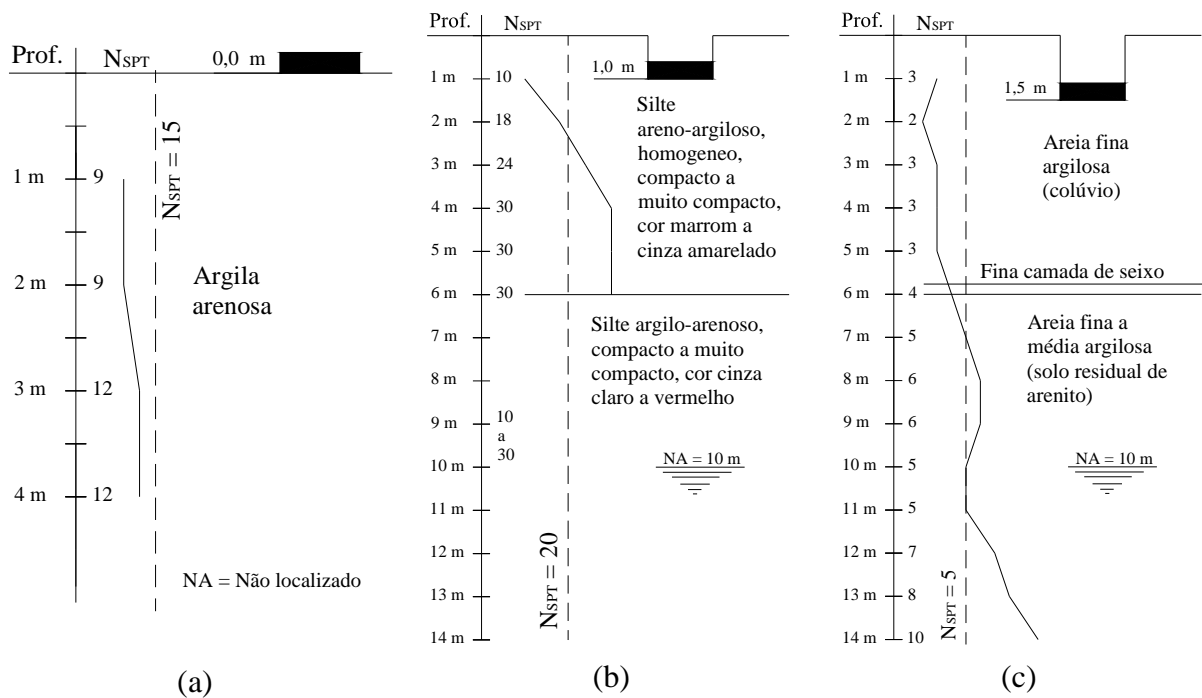 Prof.
NSPT
0,0 m
NSPT = 15
1 m
9
2 m
9
Argila
arenosa
3 m
12
4 m
12
NA = Não localizado
(a)
Prof.
NSPT
1,0 m
1 m
10
2 m
18
3 m
24
4 m
30
5 m
30
6 m
30
7 m
8 m
9 m
10
a
30
10 m
11 m
12 m
13 m
14 m
Silte
areno-argiloso,
homogeneo,
compacto a
muito compacto,
cor marrom a
cinza amarelado
Silte argilo-arenoso,
compacto a muito
compacto, cor cinza
claro a vermelho
NA = 10 m
NSPT = 20
(b)
Prof.
NSPT
1,5 m
1 m
3
2 m
2
3 m
3
4 m
3
5 m
3
6 m
4
7 m
5
8 m
6
9 m
6
10 m
5
11 m
5
12 m
7
13 m
8
14 m
10
Areia fina
argilosa
(colúvio)
Fina camada de seixo
Areia fina a
média argilosa
(solo residual de
arenito)
NA = 10 m
NSPT = 5
(c)